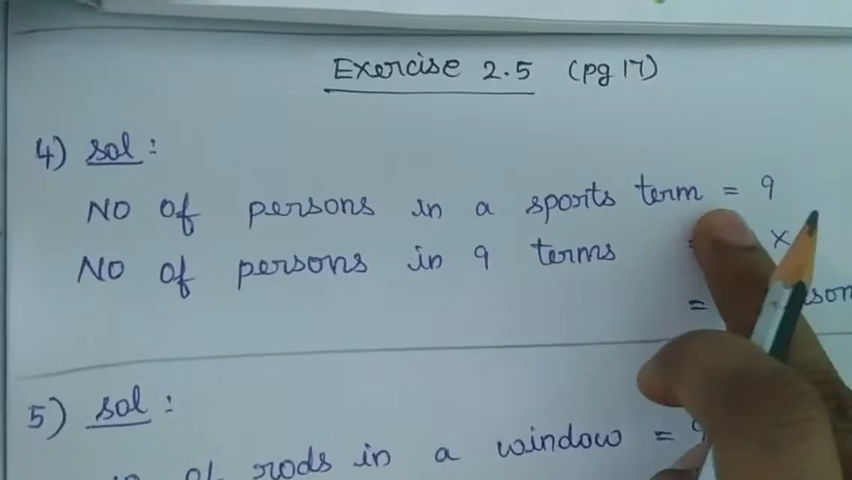 Exercise 2.5 (pg 17)
4) sol:
NO of persons in a sports term = 9
NO of persons in 9 terms = x
=
5) sol:
of rods in a window =